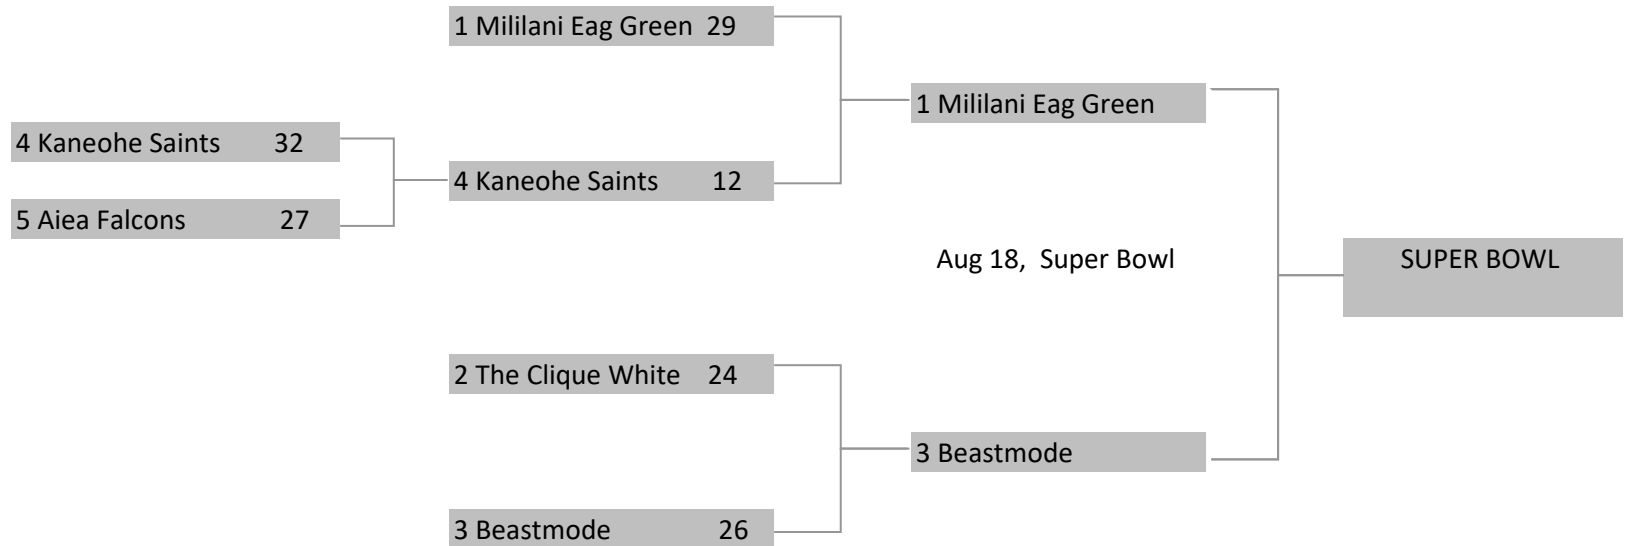 1 Mililani Eag Green 29
1 Mililani Eag Green
4 Kaneohe Saints 32
4 Kaneohe Saints 12
5 Aiea Falcons 27
Aug 18, Super Bowl
SUPER BOWL
2 The Clique White 24
3 Beastmode
3 Beastmode 26